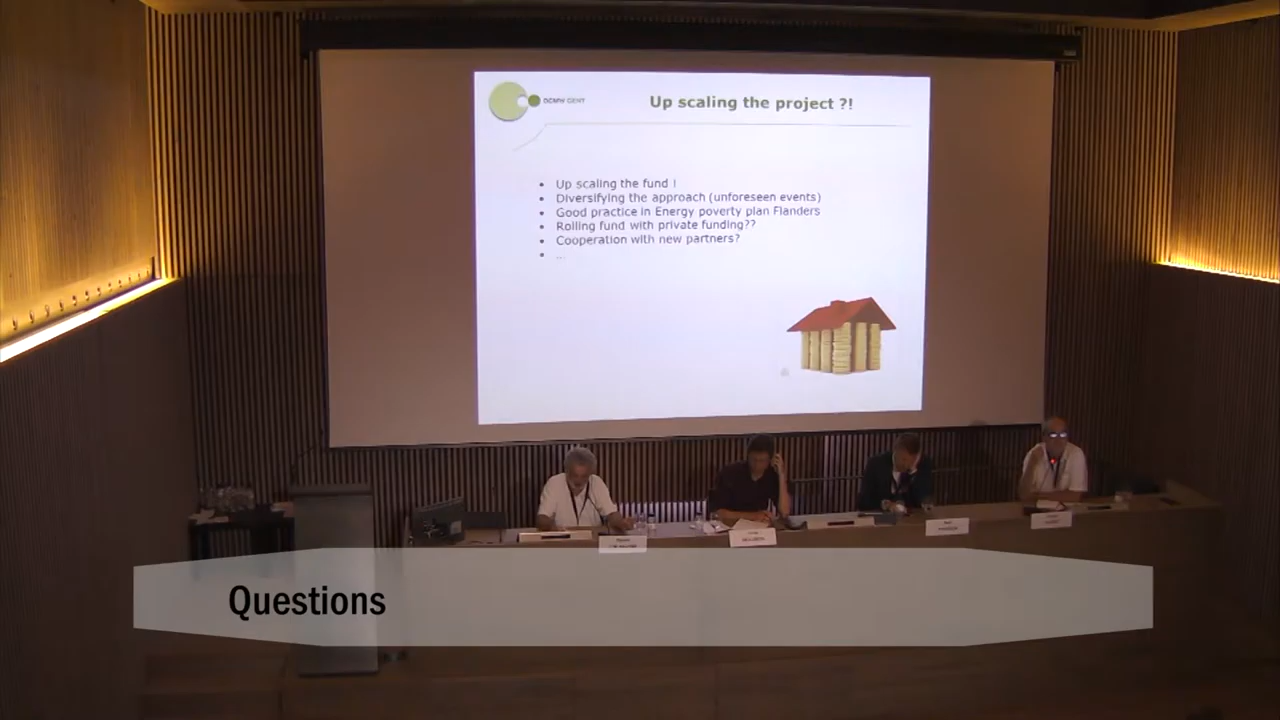 OCMW GENT
Up scaling the project ?!
• Up scaling the fund !
• Diversifying the approach (unforeseen events)
• Good practice in Energy poverty plan Flanders
• Rolling fund with private funding??
• Cooperation with new partners?
• ...
Questions